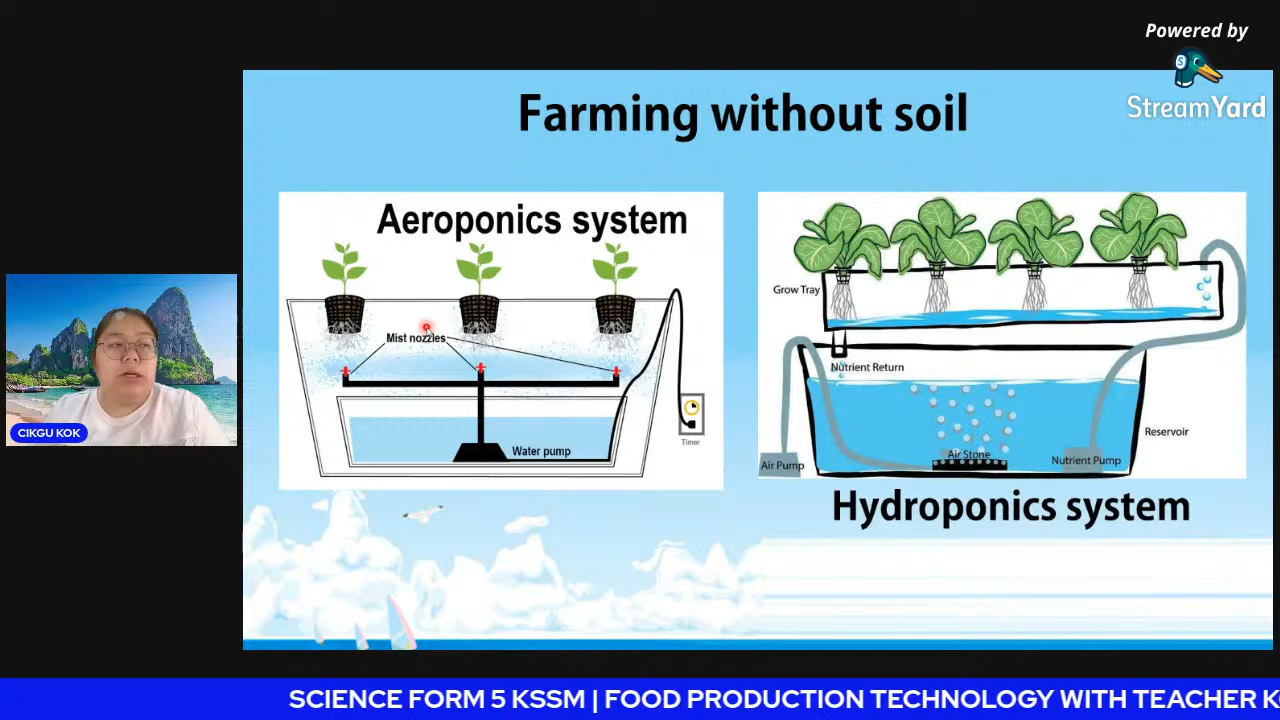 Powered by
StreamYard
Farming without soil
Aeroponics system
Mist nozzles
Water pump
Timer
Grow Tray
Nutrient Return
Reservoir
Air Stone
Air Pump
Nutrient Pump
Hydroponics system
CIKGU KOK
SCIENCE FORM 5 KSSM | FOOD PRODUCTION TECHNOLOGY WITH TEACHER K